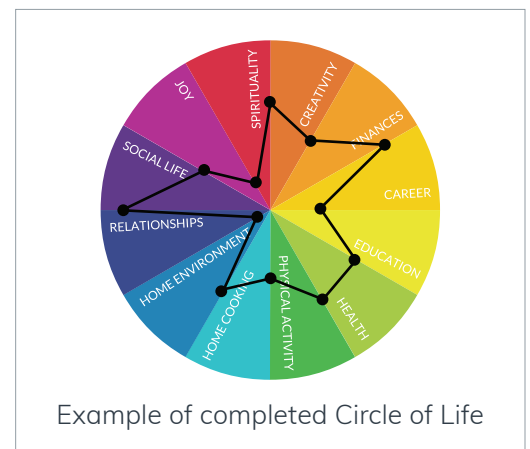 SPIRITUALITY
CREATIVITY
FINANCES
CAREER
EDUCATION
HEALTH
PHYSICAL ACTIVITY
HOME COOKING
HOME ENVIRONMENT
RELATIONSHIPS
SOCIAL LIFE
JOY
Example of completed Circle of Life